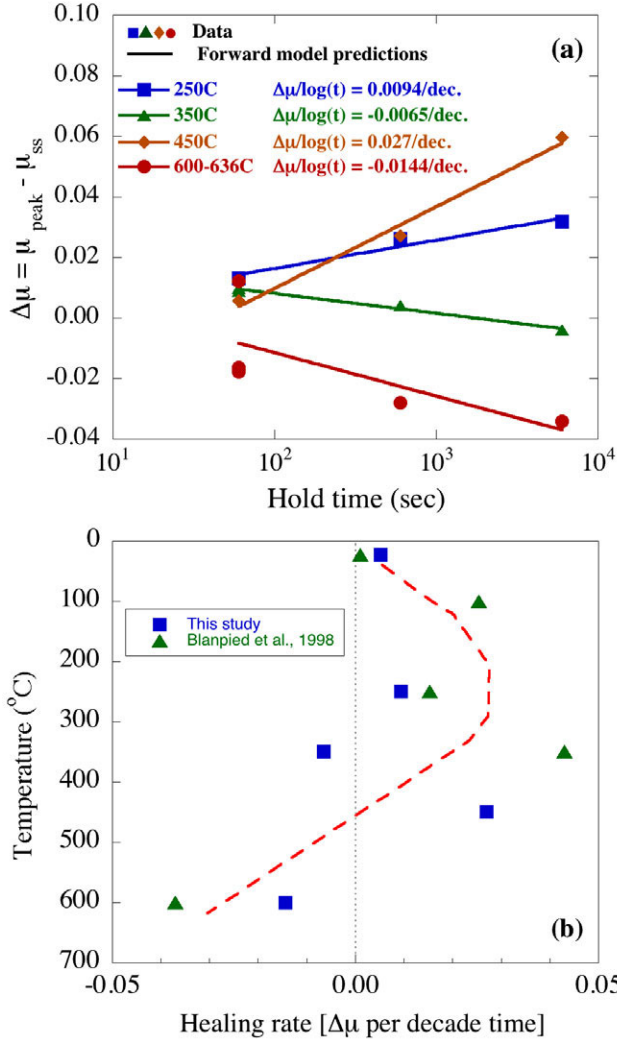 0.10
0.08
0.06
0.04
0.02
0.00
-0.02
-0.04
Δμ = μ peak - μ ss
Data
(a)
Forward model predictions
250C Δμ/log(t) = 0.0094/dec.
350C Δμ/log(t) = -0.0065/dec.
450C Δμ/log(t) = 0.027/dec.
600-636C Δμ/log(t) = -0.0144/dec.
10^1 10^2 10^3 10^4
Hold time (sec)
0
100
200
300
400
500
600
700
Temperature (°C)
This study
Blanpied et al., 1998
(b)
-0.05 0.00 0.05
Healing rate [Δμ per decade time]